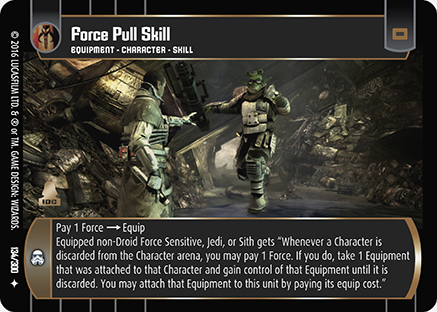 Force Pull Skill
EQUIPMENT - CHARACTER - SKILL
© 2016 LUCASFILM LTD. & ® or TM. GAME DESIGN: WIZARDS.
134/300
IDC
Pay 1 Force → Equip
Equipped non-Droid Force Sensitive, Jedi, or Sith gets “Whenever a Character is
discarded from the Character arena, you may pay 1 Force. If you do, take 1 Equipment
that was attached to that Character and gain control of that Equipment until it is
discarded. You may attach that Equipment to this unit by paying its equip cost.”